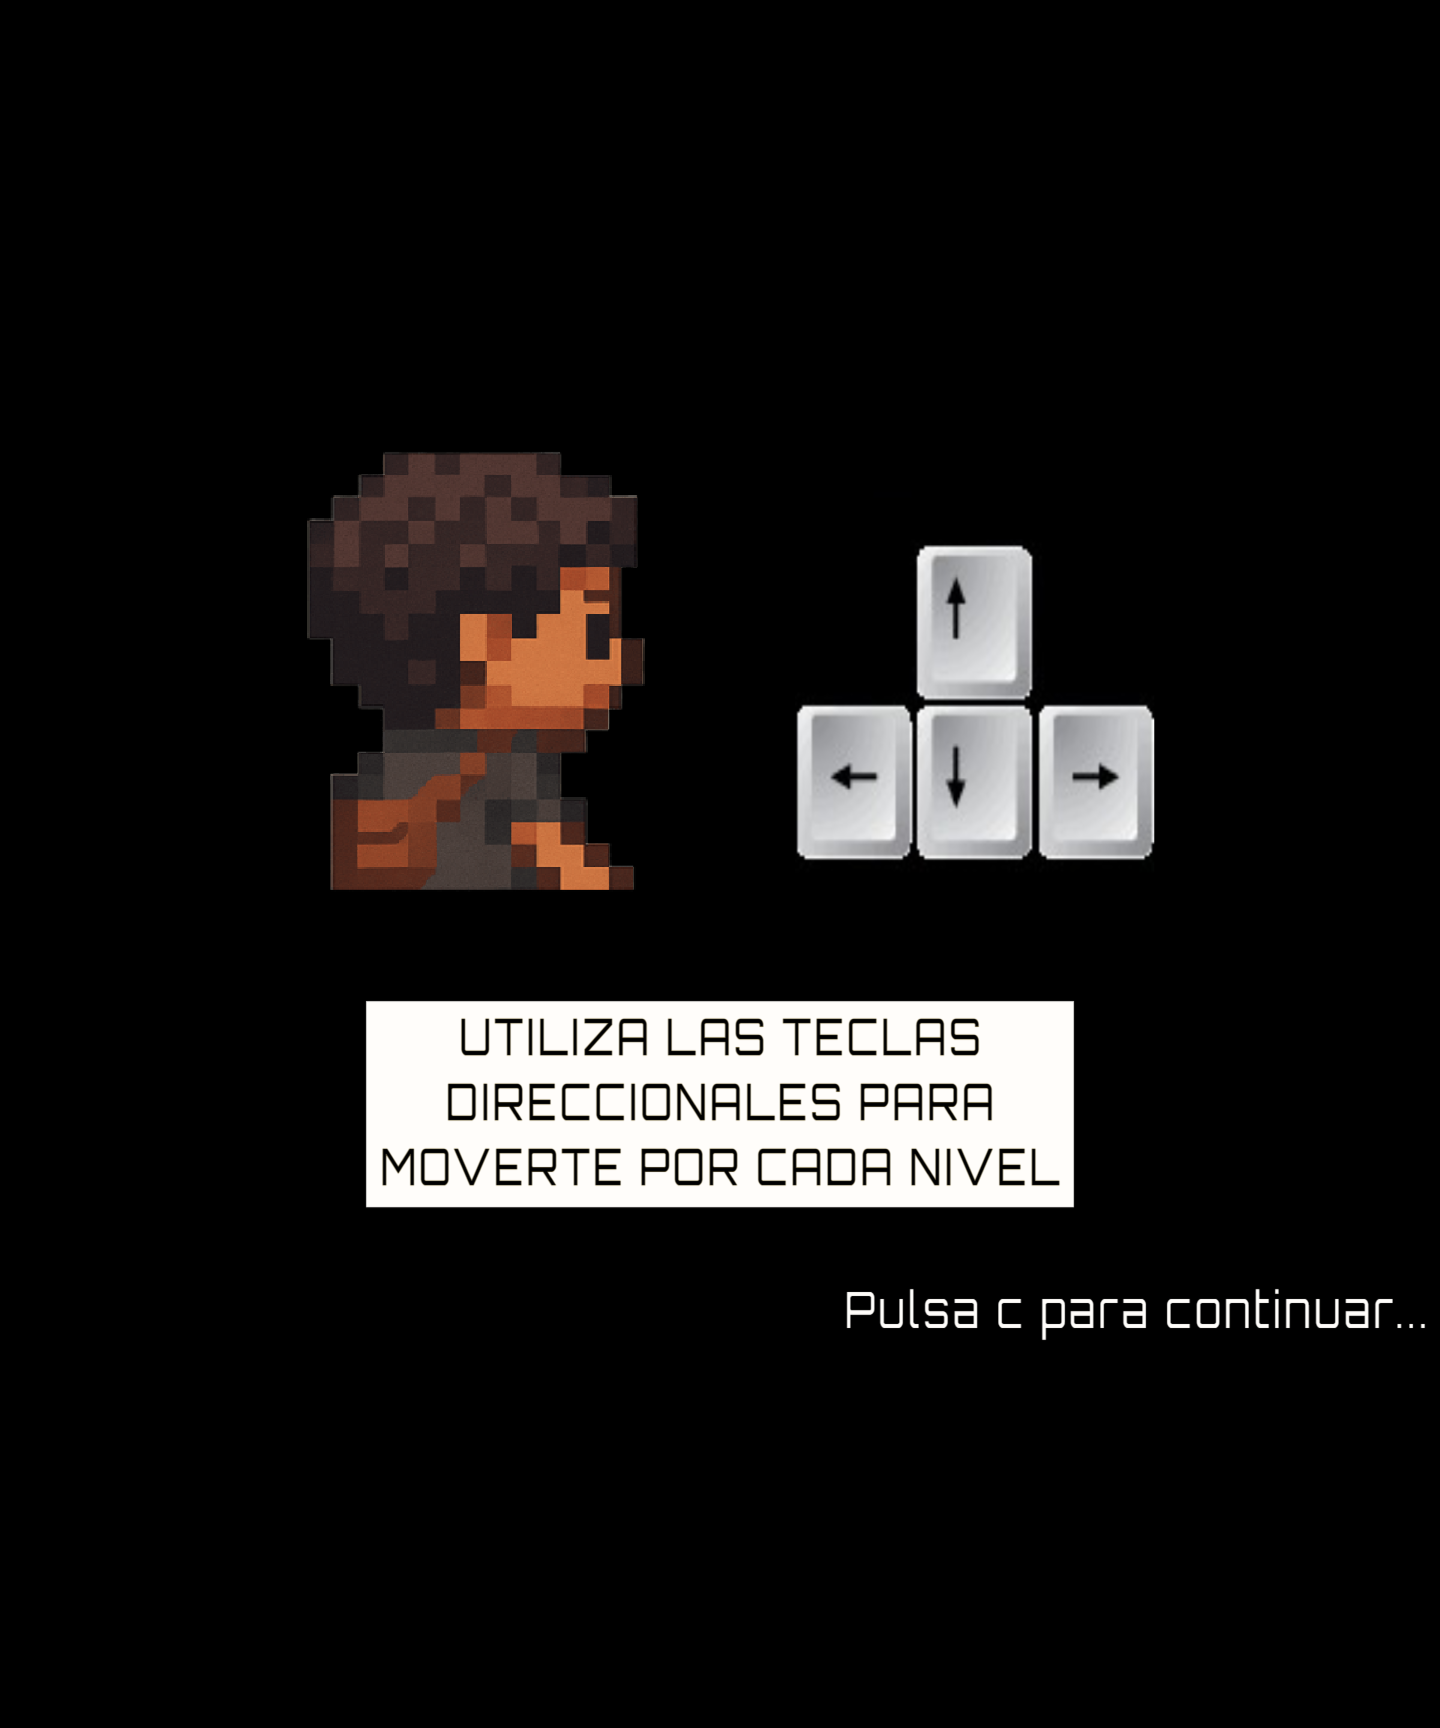 UTILIZA LAS TECLAS
DIRECCIONALES PARA
MOVERTE POR CADA NIVEL
Pulsa c para continuar...